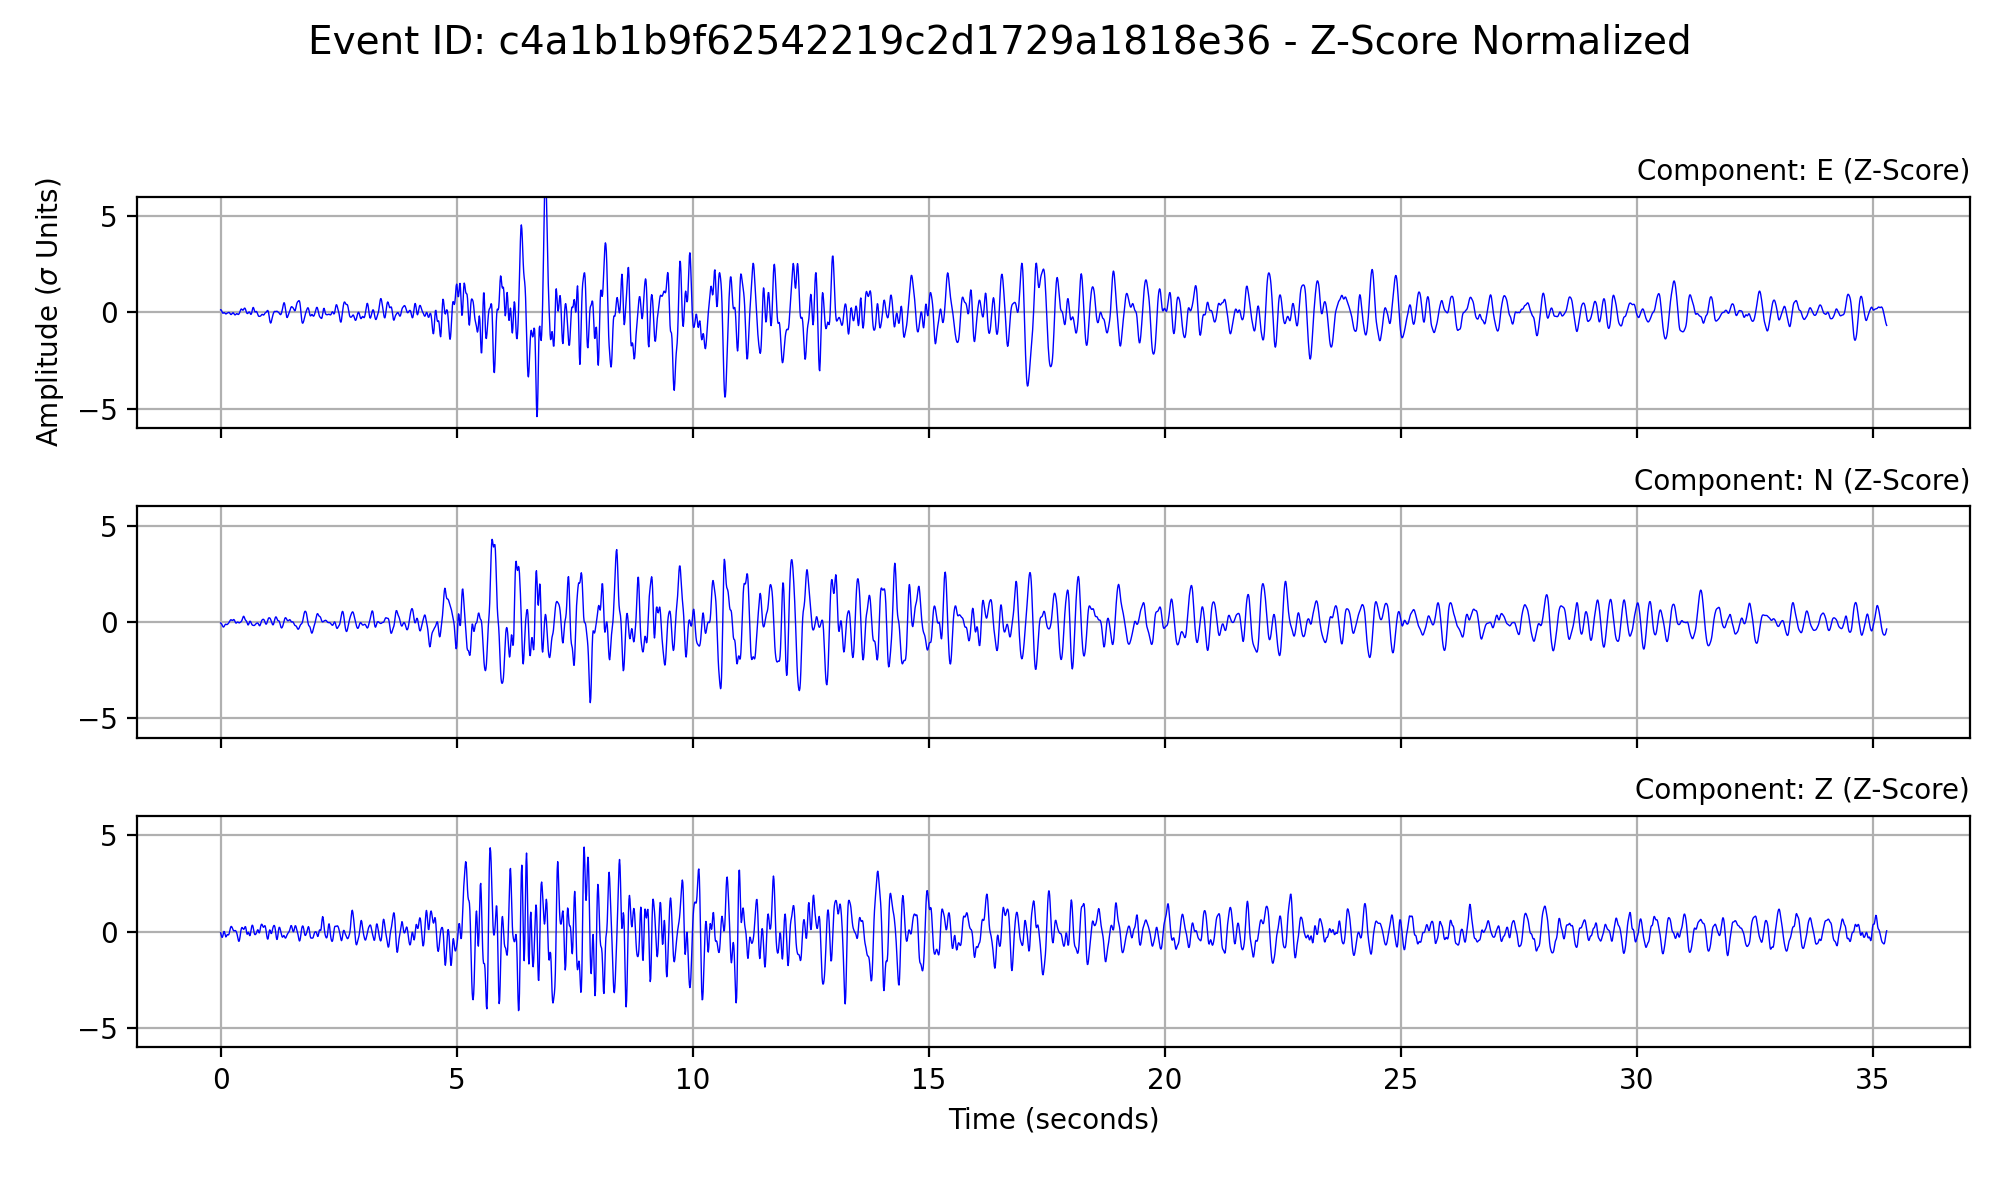 Event ID: c4a1b1b9f62542219c2d1729a1818e36 - Z-Score Normalized
Component: E (Z-Score)
Amplitude (σ Units)
5
0
−5
Component: N (Z-Score)
5
0
−5
Component: Z (Z-Score)
5
0
−5
0 5 10 15 20 25 30 35
Time (seconds)